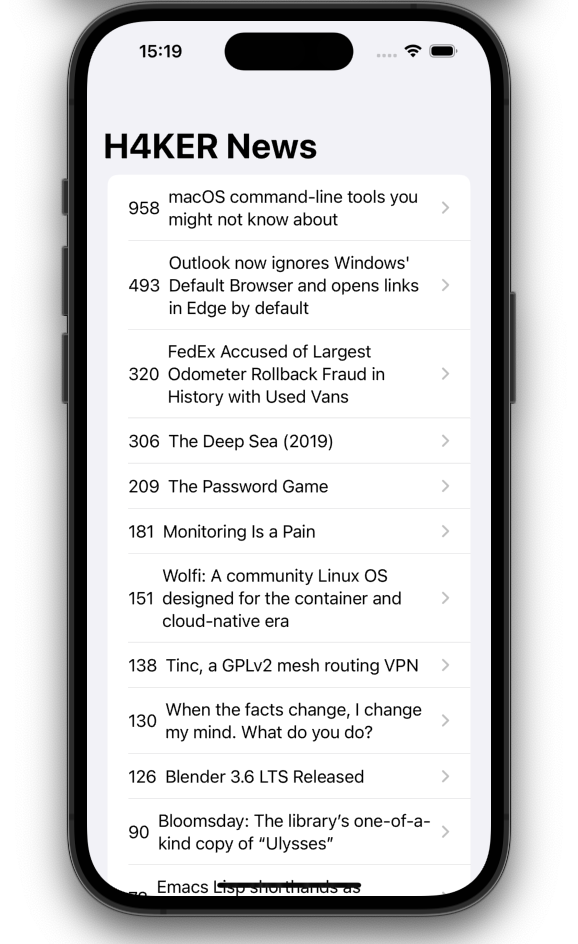 15:19
H4KER News
958
macOS command-line tools you
might not know about
493
Outlook now ignores Windows'
Default Browser and opens links
in Edge by default
320
FedEx Accused of Largest
Odometer Rollback Fraud in
History with Used Vans
306 The Deep Sea (2019)
209 The Password Game
181 Monitoring Is a Pain
151
Wolfi: A community Linux OS
designed for the container and
cloud-native era
138 Tinc, a GPLv2 mesh routing VPN
130
When the facts change, I change
my mind. What do you do?
126 Blender 3.6 LTS Released
90
Bloomsday: The library’s one-of-a-
kind copy of “Ulysses”
Emacs Lisp shorthands as